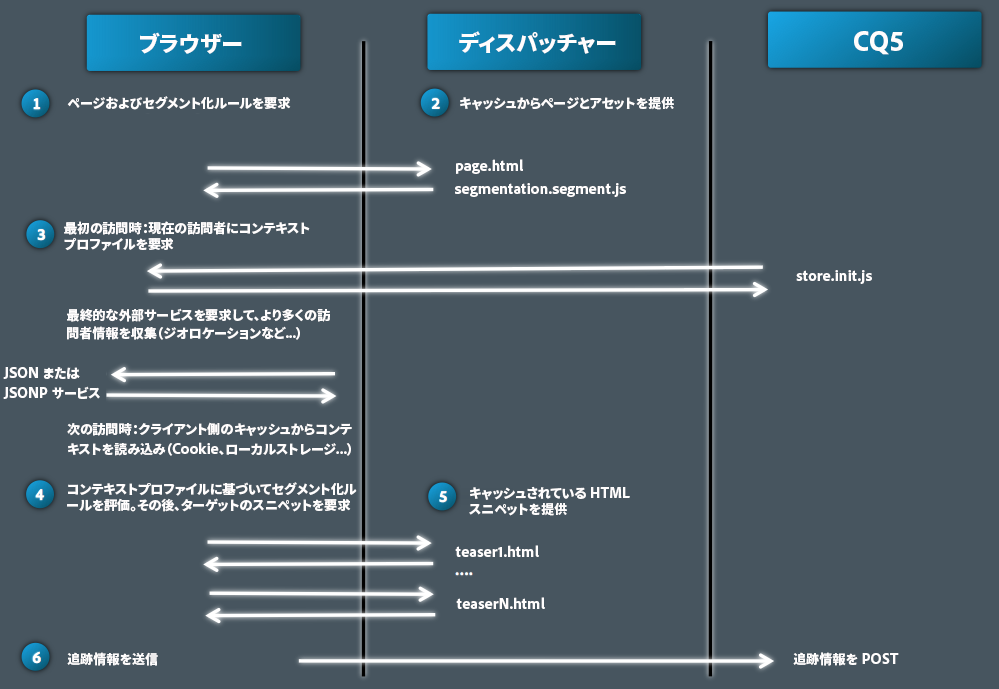 ブラウザー
ディスパッチャー
CQ5
1
ページおよびセグメント化ルールを要求
2
キャッシュからページとアセットを提供
page.html
segmentation.segment.js
3
最初の訪問時：現在の訪問者にコンテキスト
プロファイルを要求
store.init.js
最終的な外部サービスを要求して、より多くの訪
問者情報を収集（ジオロケーションなど...）
JSON または
JSONP サービス
次の訪問時：クライアント側のキャッシュからコンテ
キストを読み込み（Cookie、ローカルストレージ...）
4
コンテキストプロファイルに基づいてセグメント化ル
ールを評価。その後、ターゲットのスニペットを要求
5
キャッシュされている HTML
スニペットを提供
teaser1.html
....
teaserN.html
6
追跡情報を送信
追跡情報を POST